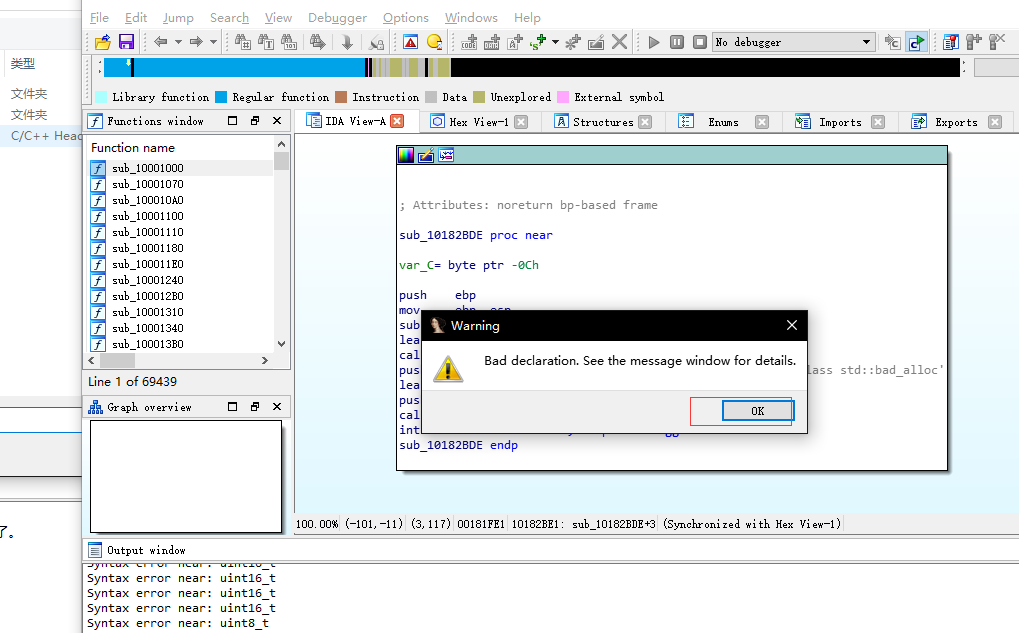 File Edit Jump Search View Debugger Options Windows Help
No debugger
Library function Regular function Instruction Data Unexplored External symbol
类型
文件夹
文件夹
C/C++ Head
Functions window
IDA View-A Hex View-1 Structures Enums Imports Exports
Function name
sub_10001000
sub_10001070
sub_100010A0
sub_10001100
sub_10001110
sub_10001180
sub_100011E0
sub_10001240
sub_100012B0
sub_10001310
sub_10001340
sub_100013B0
Line 1 of 69439
Graph overview
; Attributes: noreturn bp-based frame
sub_10182BDE proc near
var_C= byte ptr -0Ch
push ebp
mov ebp, esp
sub
lea
cal
pus lass std::bad_alloc'
lea
pus
cal
int
sub_10182BDE endp
Warning
Bad declaration. See the message window for details.
OK
100.00% (-101,-11) (3,117) 00181FE1 10182BE1: sub_10182BDE+3 (Synchronized with Hex View-1)
了。
Output window
Syntax error near: uint16_t
Syntax error near: uint16_t
Syntax error near: uint16_t
Syntax error near: uint16_t
Syntax error near: uint8_t